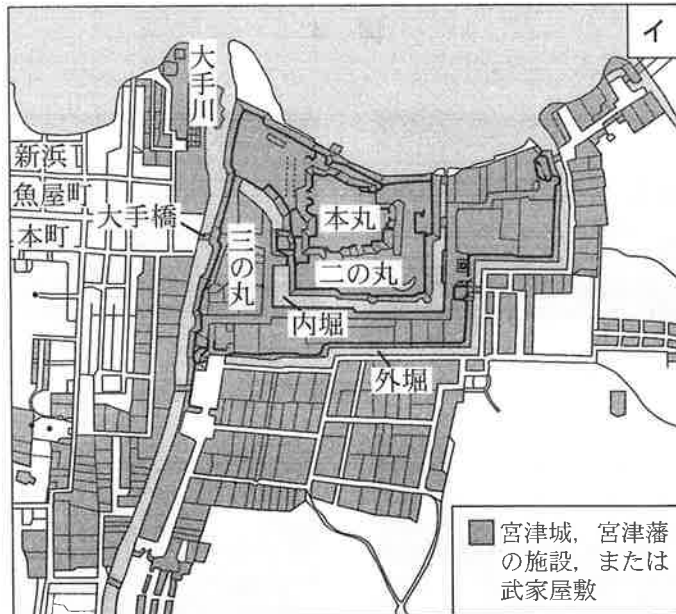 イ
大手川
新浜
魚屋町
大手橋
本町
三の丸
本丸
二の丸
内堀
外堀
宮津城，宮津藩
の施設，または
武家屋敷